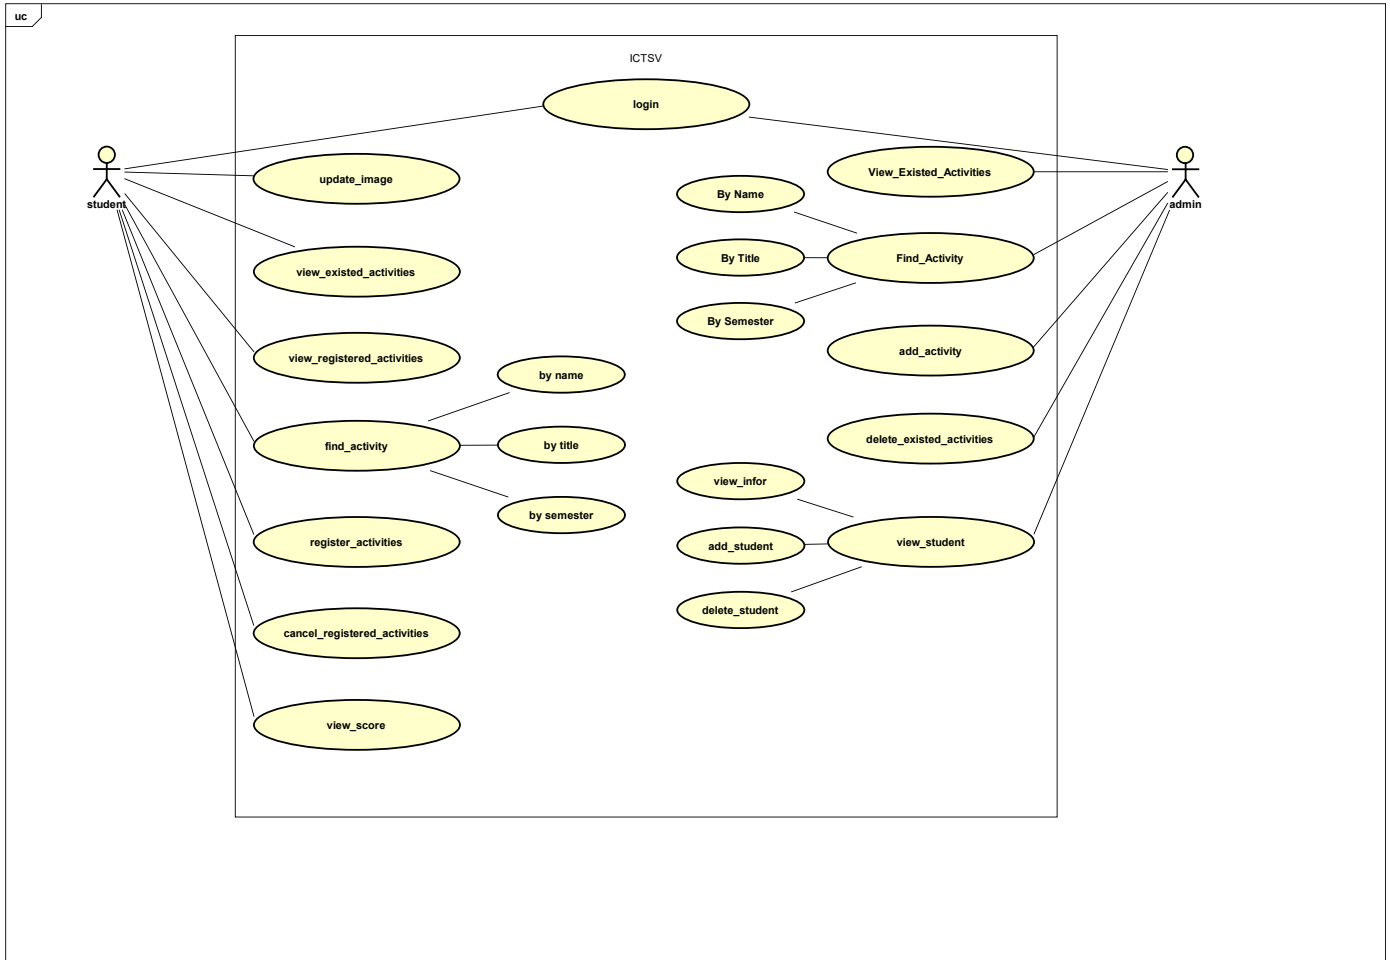 uc
ICTSV
login
update_image
View_Existed_Activities
By Name
student
admin
By Title
Find_Activity
view_existed_activities
By Semester
add_activity
view_registered_activities
by name
delete_existed_activities
find_activity
by title
view_infor
by semester
register_activities
add_student
view_student
delete_student
cancel_registered_activities
view_score